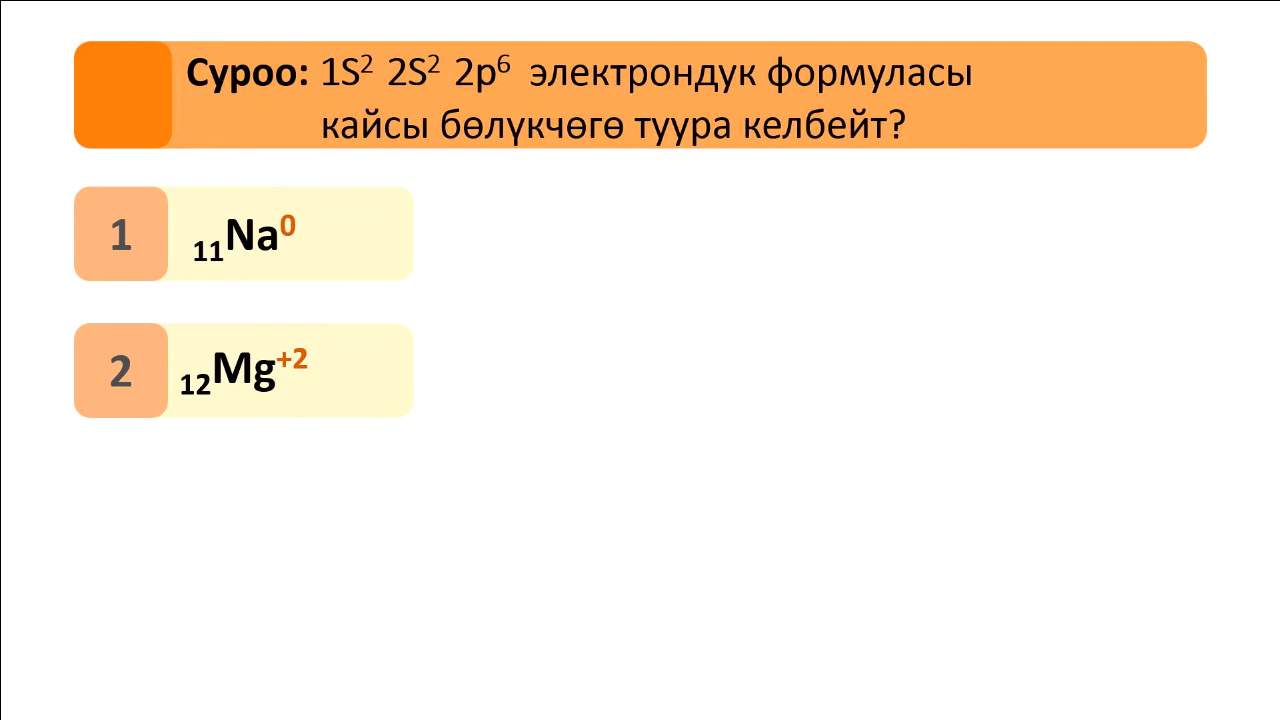 Суроо: 1S² 2S² 2p⁶ электрондук формуласы
кайсы бөлүкчөгө туура келбейт?
1 ₁₁Na⁰
2 ₁₂Mg⁺²